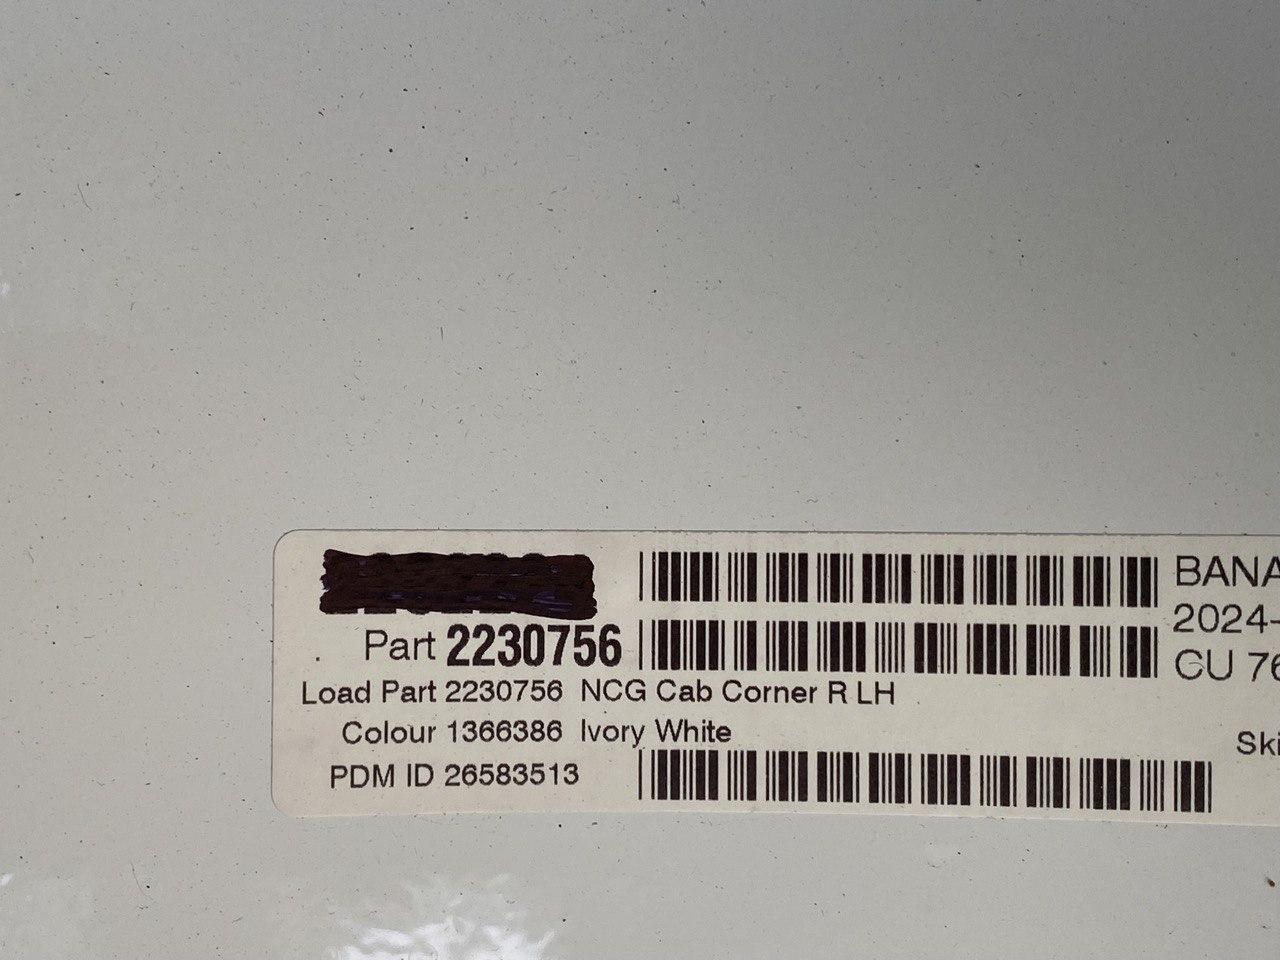 BANA
Part 2230756
2024-
CU 76
Load Part 2230756 NCG Cab Corner R LH
Colour 1366386 Ivory White
Ski
PDM ID 26583513